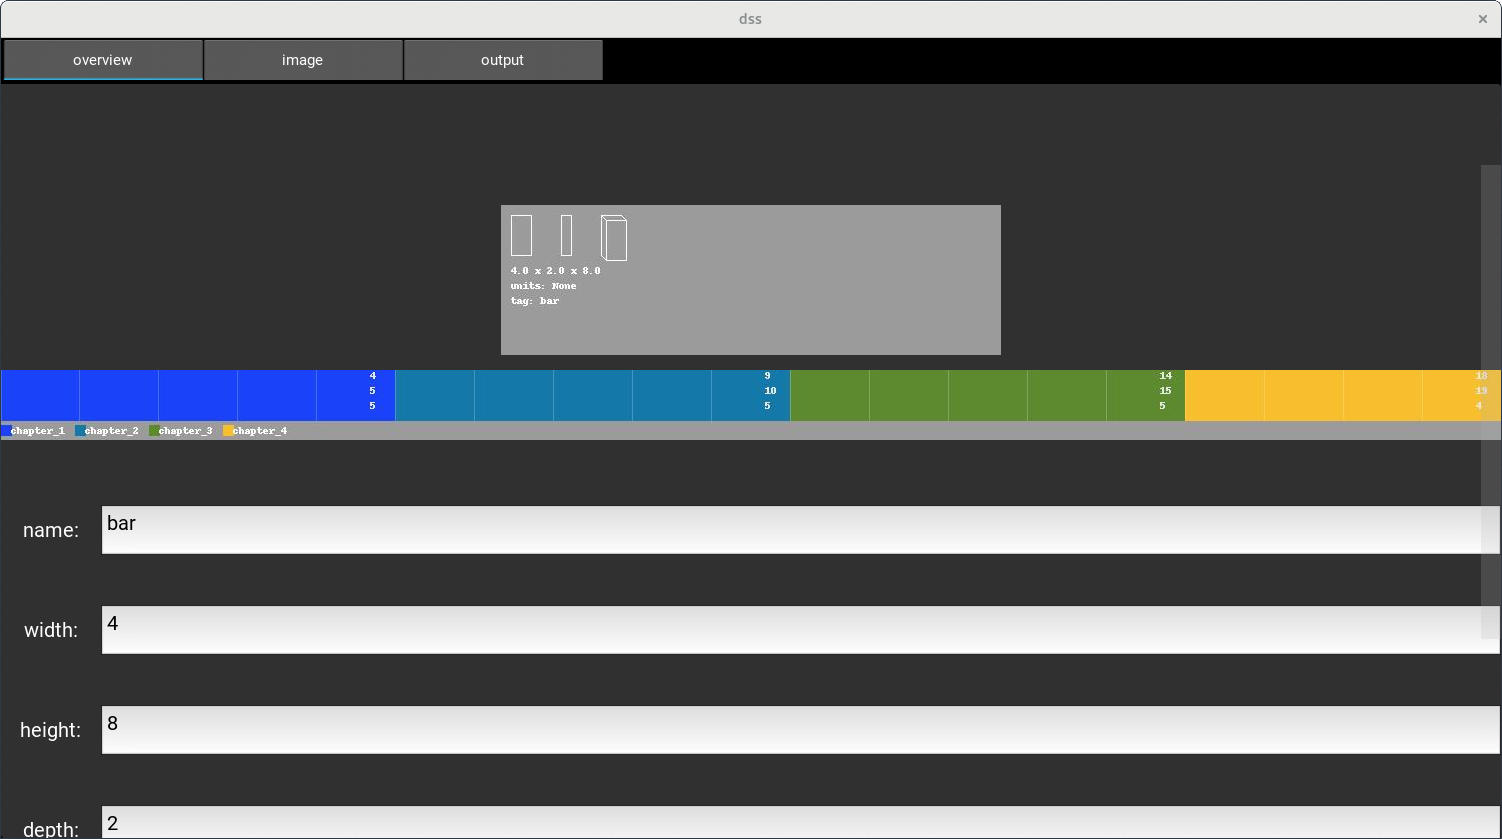 dss ×
overview image output
4.0 x 2.0 x 8.0
units: None
tag: bar
4 9 14 18
5 10 15 19
5 5 5 4
chapter_1 chapter_2 chapter_3 chapter_4
name: bar
width: 4
height: 8
depth: 2